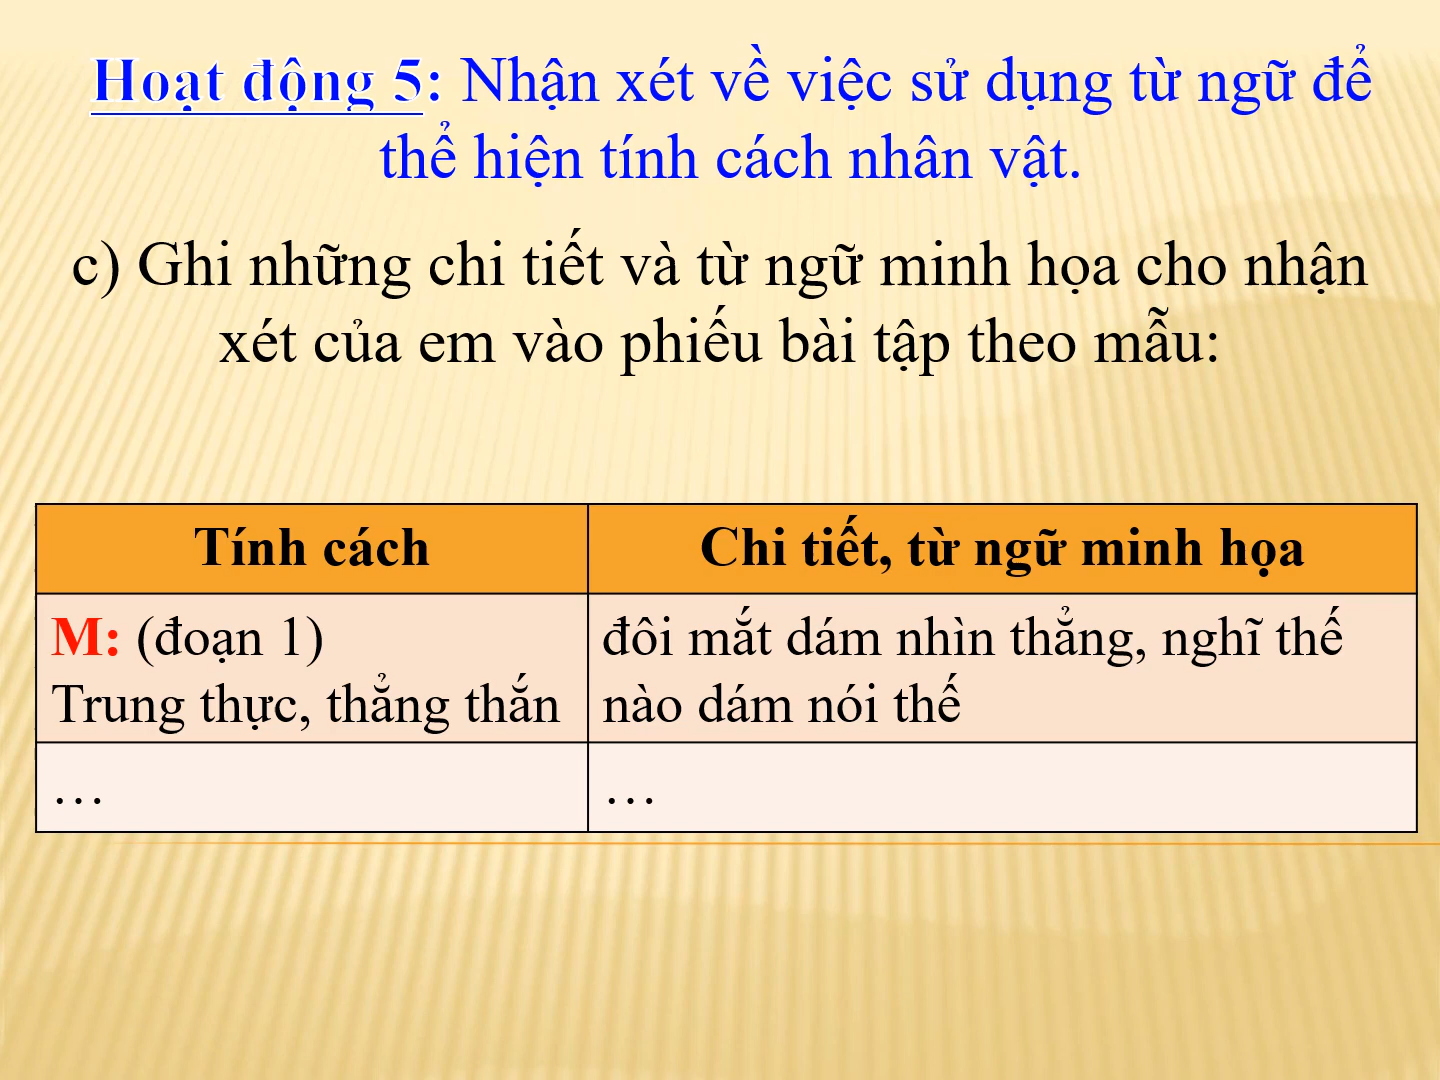 Hoạt động 5: Nhận xét về việc sử dụng từ ngữ để
thể hiện tính cách nhân vật.
c) Ghi những chi tiết và từ ngữ minh họa cho nhận
xét của em vào phiếu bài tập theo mẫu:
Tính cách
Chi tiết, từ ngữ minh họa
M: (đoạn 1)
Trung thực, thẳng thắn
đôi mắt dám nhìn thẳng, nghĩ thế
nào dám nói thế
…
…